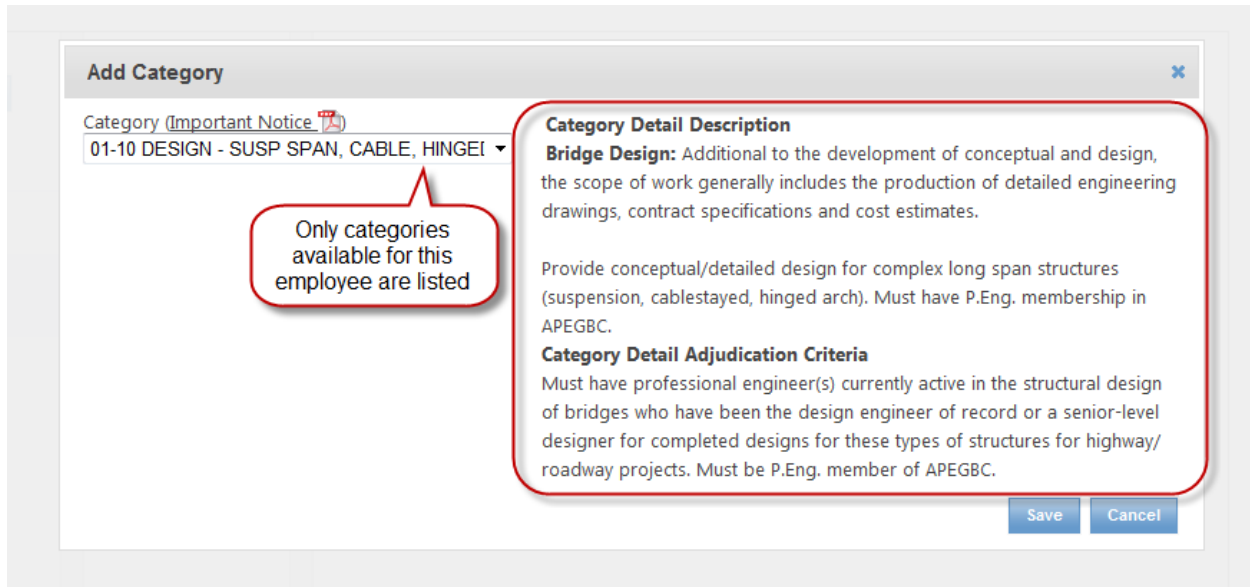 Add Category
Category (Important Notice )
01-10 DESIGN - SUSP SPAN, CABLE, HINGE
Only categories
available for this
employee are listed
Category Detail Description
Bridge Design: Additional to the development of conceptual and design,
the scope of work generally includes the production of detailed engineering
drawings, contract specifications and cost estimates.
Provide conceptual/detailed design for complex long span structures
(suspension, cablestayed, hinged arch). Must have P.Eng. membership in
APEGBC.
Category Detail Adjudication Criteria
Must have professional engineer(s) currently active in the structural design
of bridges who have been the design engineer of record or a senior-level
designer for completed designs for these types of structures for highway/
roadway projects. Must be P.Eng. member of APEGBC.
Save
Cancel